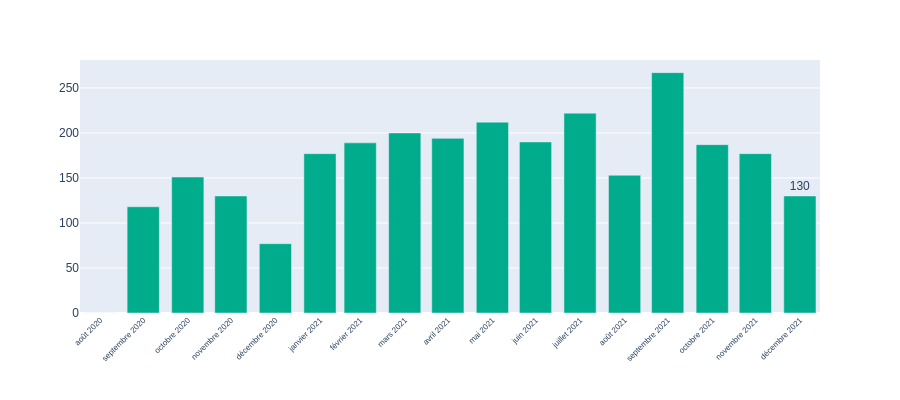 250
200
150
100
50
0
130
août 2020
septembre 2020
octobre 2020
novembre 2020
décembre 2020
janvier 2021
février 2021
mars 2021
avril 2021
mai 2021
juin 2021
juillet 2021
août 2021
septembre 2021
octobre 2021
novembre 2021
décembre 2021